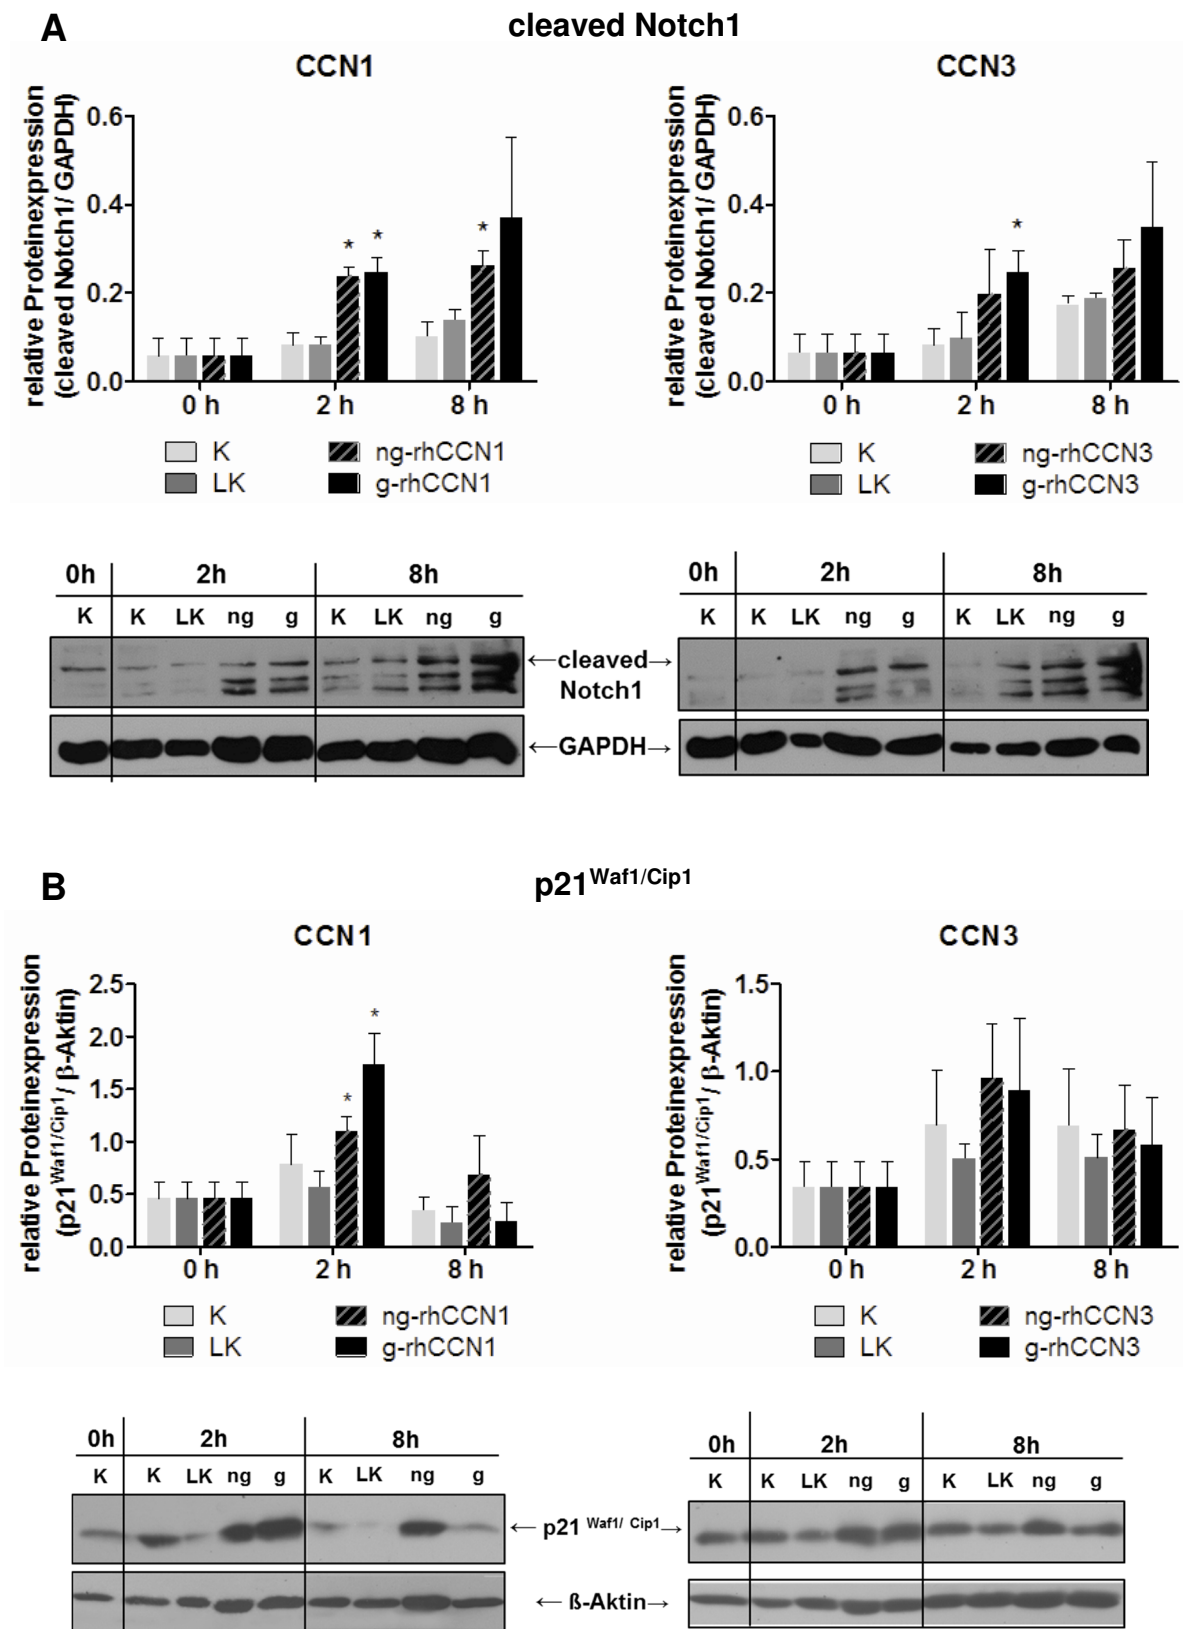 A
cleaved Notch1
CCN1
relative Proteinexpression
(cleaved Notch1/ GAPDH)
0.6
0.4
0.2
0.0
0 h 2 h 8 h
K ng-rhCCN1
LK g-rhCCN1
CCN3
relative Proteinexpression
(cleaved Notch1/ GAPDH)
0.6
0.4
0.2
0.0
* * *
*
0 h 2 h 8 h
K ng-rhCCN3
LK g-rhCCN3
0h 2h 8h
K K LK ng g K LK ng g
0h 2h 8h
K K LK ng g K LK ng g
←cleaved→
Notch1
←GAPDH→
B
p21Waf1/Cip1
CCN1
relative Proteinexpression
(p21Waf1/Cip1/ β-Aktin)
2.5
2.0
1.5
1.0
0.5
0.0
* *
0 h 2 h 8 h
K ng-rhCCN1
LK g-rhCCN1
CCN3
relative Proteinexpression
(p21Waf1/Cip1/ β-Aktin)
1.5
1.0
0.5
0.0
0 h 2 h 8 h
K ng-rhCCN3
LK g-rhCCN3
0h 2h 8h
K K LK ng g K LK ng g
0h 2h 8h
K K LK ng g K LK ng g
← p21 Waf1/ Cip1→
← ß-Aktin→